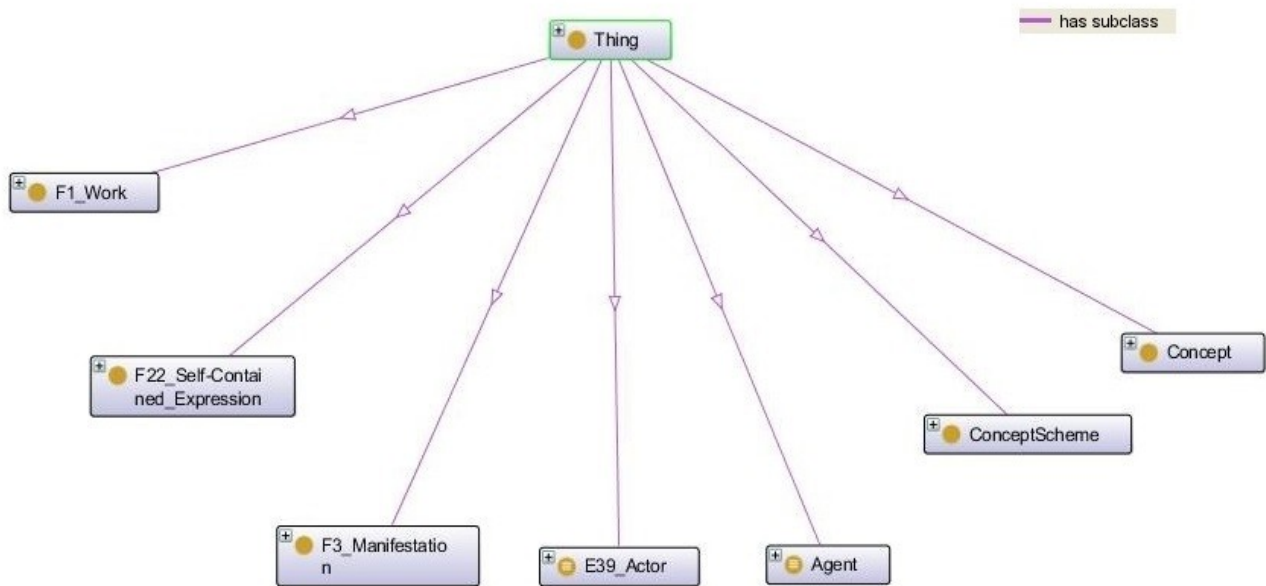 Thing
has subclass
F1_Work
Concept
F22_Self-Contai
ned_Expression
ConceptScheme
F3_Manifestatio
n
E39_Actor
Agent